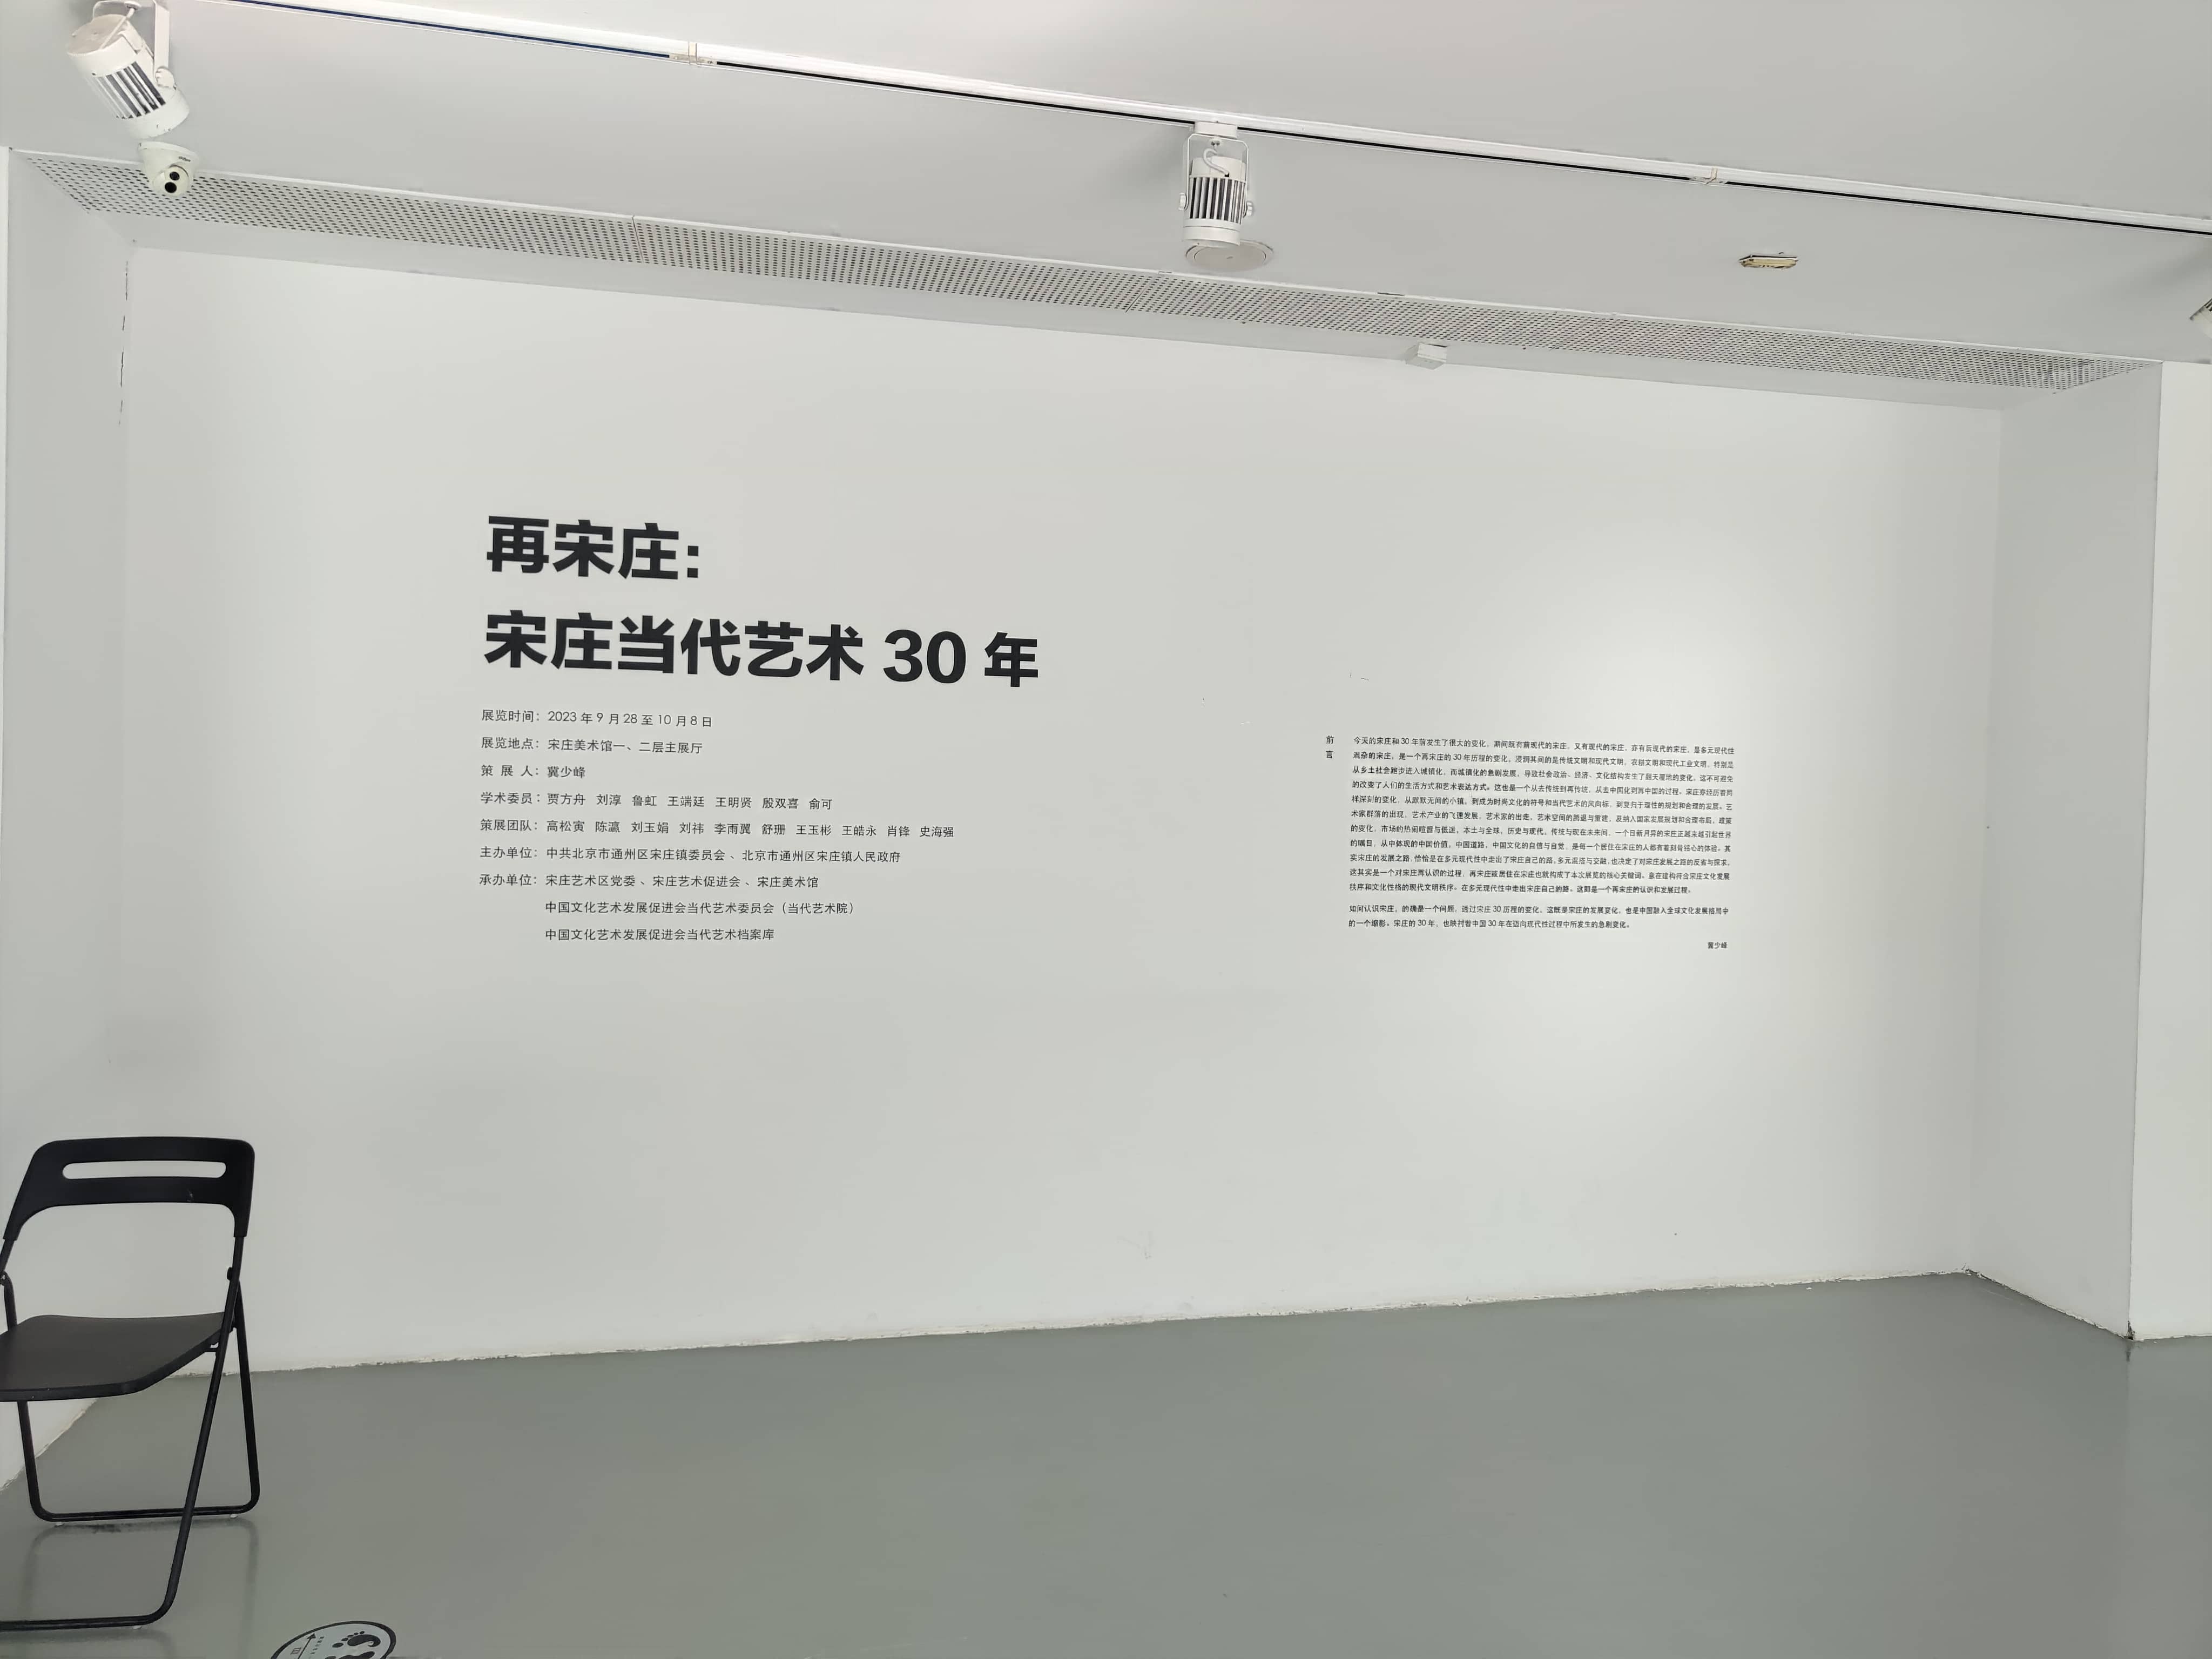 再宋庄：
宋庄当代艺术 30 年
展览时间：2023 年 9 月 28 至 10 月 8 日
展览地点：宋庄美术馆一、二层主展厅
策 展 人：冀少峰
学术委员：贾方舟 刘淳 鲁虹 王端廷 王明贤 殷双喜 俞可
策展团队：高松寅 陈瀛 刘玉娟 刘祎 李雨翼 舒珊 王玉彬 王皓永 肖锋 史海强
主办单位：中共北京市通州区宋庄镇委员会 、北京市通州区宋庄镇人民政府
承办单位：宋庄艺术区党委 、宋庄艺术促进会 、宋庄美术馆
中国文化艺术发展促进会当代艺术委员会（当代艺术院）
中国文化艺术发展促进会当代艺术档案库
前言
今天的宋庄和 30 年前发生了很大的变化，期间既有前现代的宋庄，又有现代的宋庄，亦有后现代的宋庄，是多元现代性
混杂的宋庄，是一个再宋庄的 30 年历程的变化。浸润其间的是传统文明和现代文明，农耕文明和现代工业文明，特别是
从乡土社会跑步进入城镇化，而城镇化的急剧发展，导致社会政治、经济、文化结构发生了翻天覆地的变化，这不可避免
的改变了人们的生活方式和艺术表达方式。这也是一个从去传统到再传统，从去中国化到再中国的过程。宋庄亦经历着同
样深刻的变化，从默默无闻的小镇，到成为时尚文化的符号和当代艺术的风向标，到复归于理性的规划和合理的发展。艺
术家群落的出现，艺术产业的飞速发展，艺术家的出走，艺术空间的腾退与重建，及纳入国家发展规划和合理布局，政策
的变化，市场的热闹喧嚣与低迷，本土与全球，历史与现代，传统与现在未来间，一个日新月异的宋庄正越来越引起世界
的瞩目，从中体现的中国价值，中国道路，中国文化的自信与自觉，是每一个居住在宋庄的人都有着刻骨铭心的体验。其
实宋庄的发展之路，恰恰是在多元现代性中走出了宋庄自己的路，多元混搭与交融，也决定了对宋庄发展之路的反省与探求，
这其实是一个对宋庄再认识的过程，再宋庄或居住在宋庄也就构成了本次展览的核心关键词。意在建构符合宋庄文化发展
秩序和文化性格的现代文明秩序。在多元现代性中走出宋庄自己的路。这即是一个再宋庄的认识和发展过程。
如何认识宋庄，的确是一个问题，透过宋庄 30 历程的变化，这既是宋庄的发展变化，也是中国融入全球文化发展格局中
的一个缩影。宋庄的 30 年，也映衬着中国 30 年在迈向现代性过程中所发生的急剧变化。
冀少峰